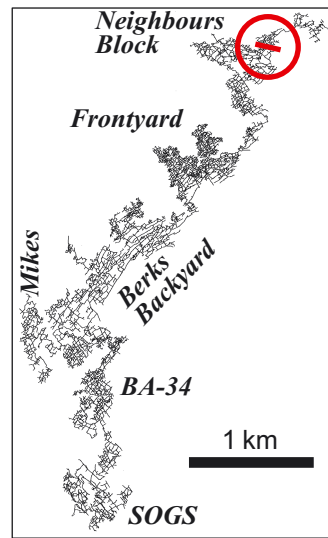 Neighbours
Block
Frontyard
Mikes
Berks
Backyard
BA-34
1 km
SOGS